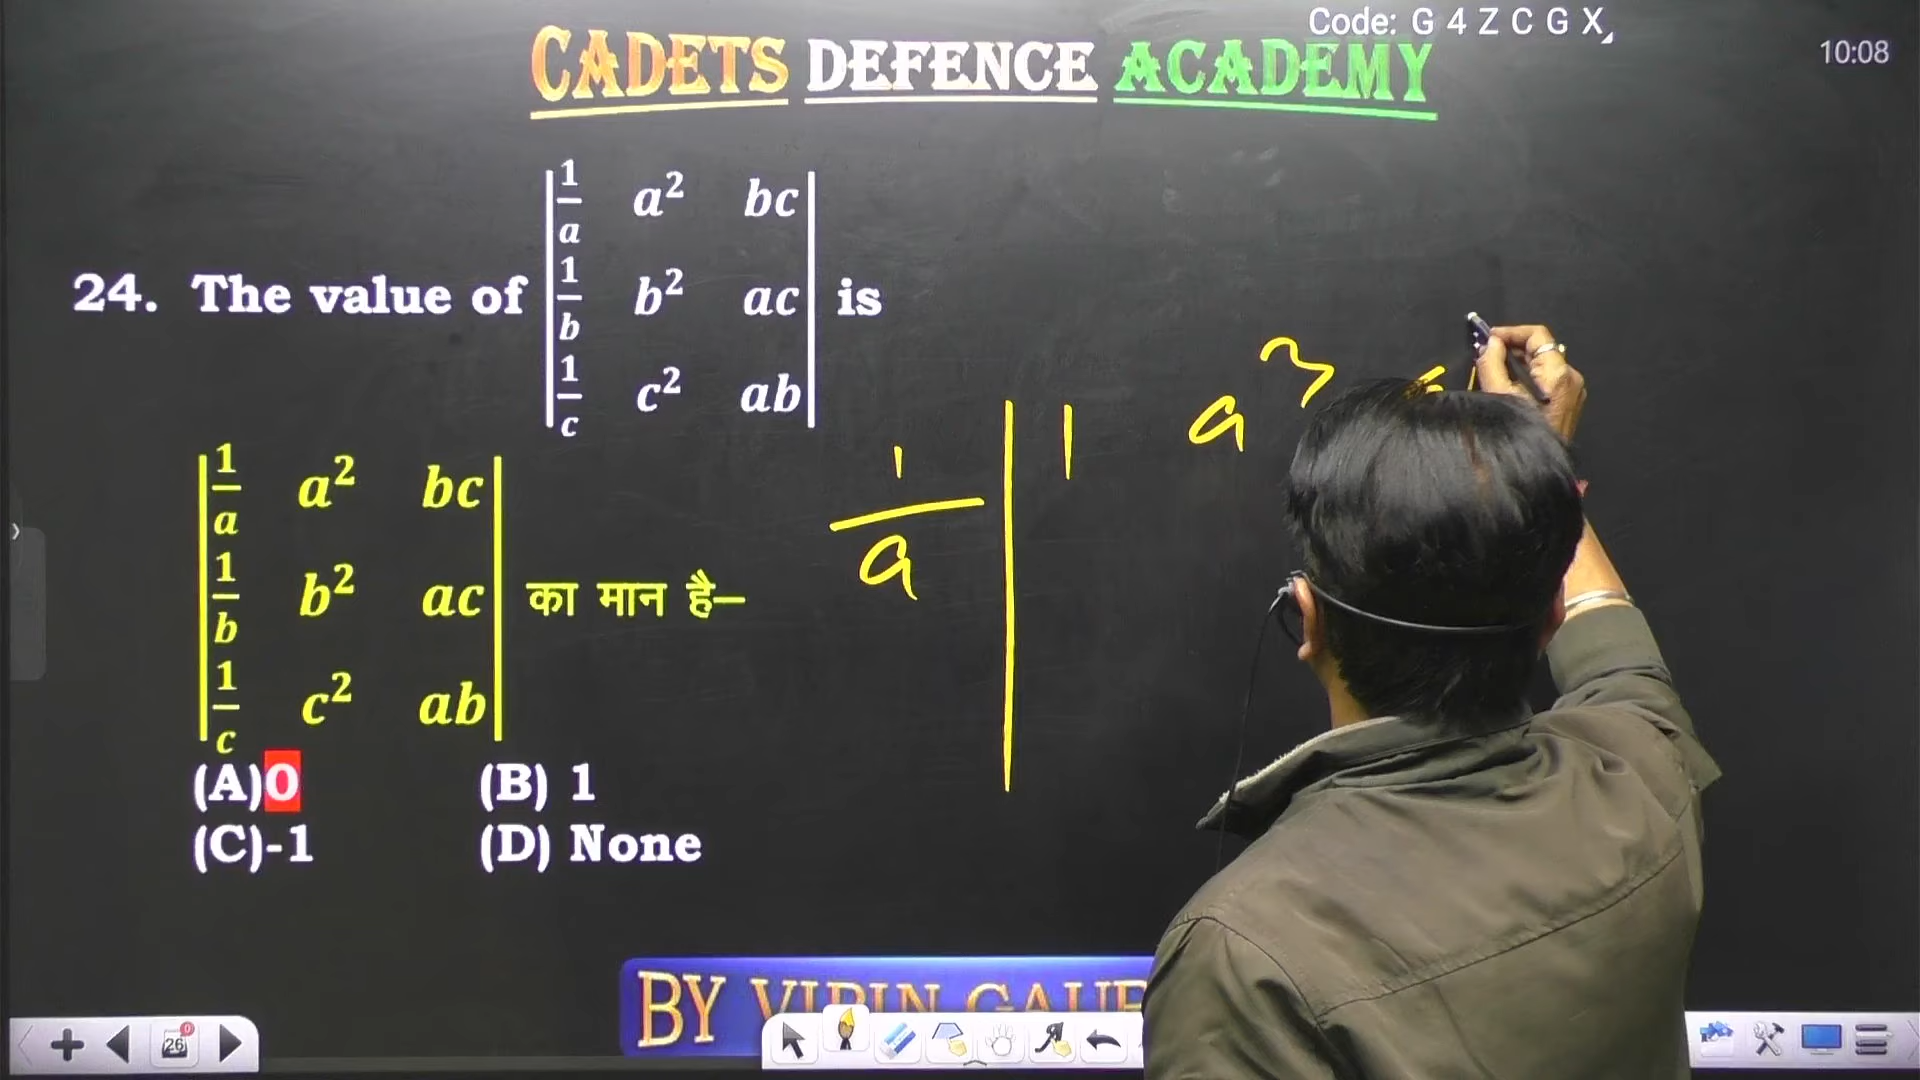 Code: G 4 Z C G X
10:08
CADETS DEFENCE ACADEMY
24. The value of | 1/a a² bc | is
| 1/b b² ac |
| 1/c c² ab |
| 1/a a² bc | का मान है–
| 1/b b² ac |
| 1/c c² ab |
(A) 0 (B) 1
(C) -1 (D) None
1/a | 1 a³
BY VIPIN GAUR
26
0